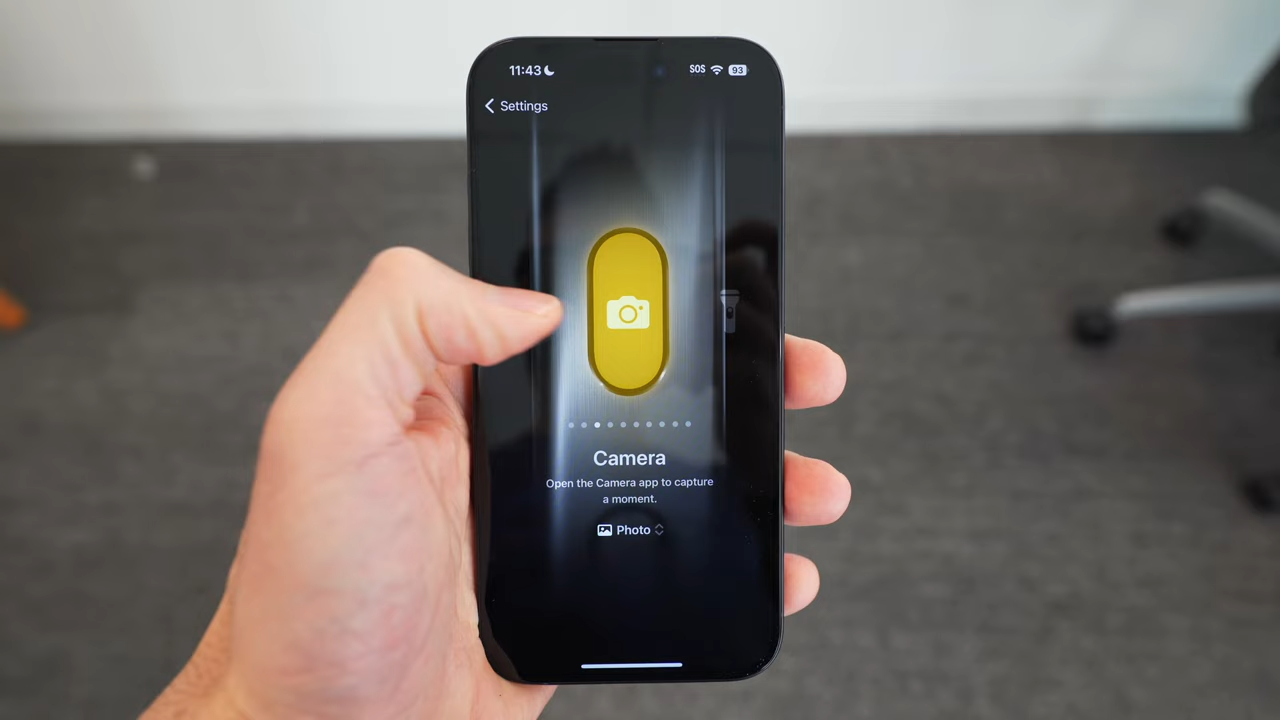 11:43
SOS
93
Settings
Camera
Open the Camera app to capture
a moment.
Photo